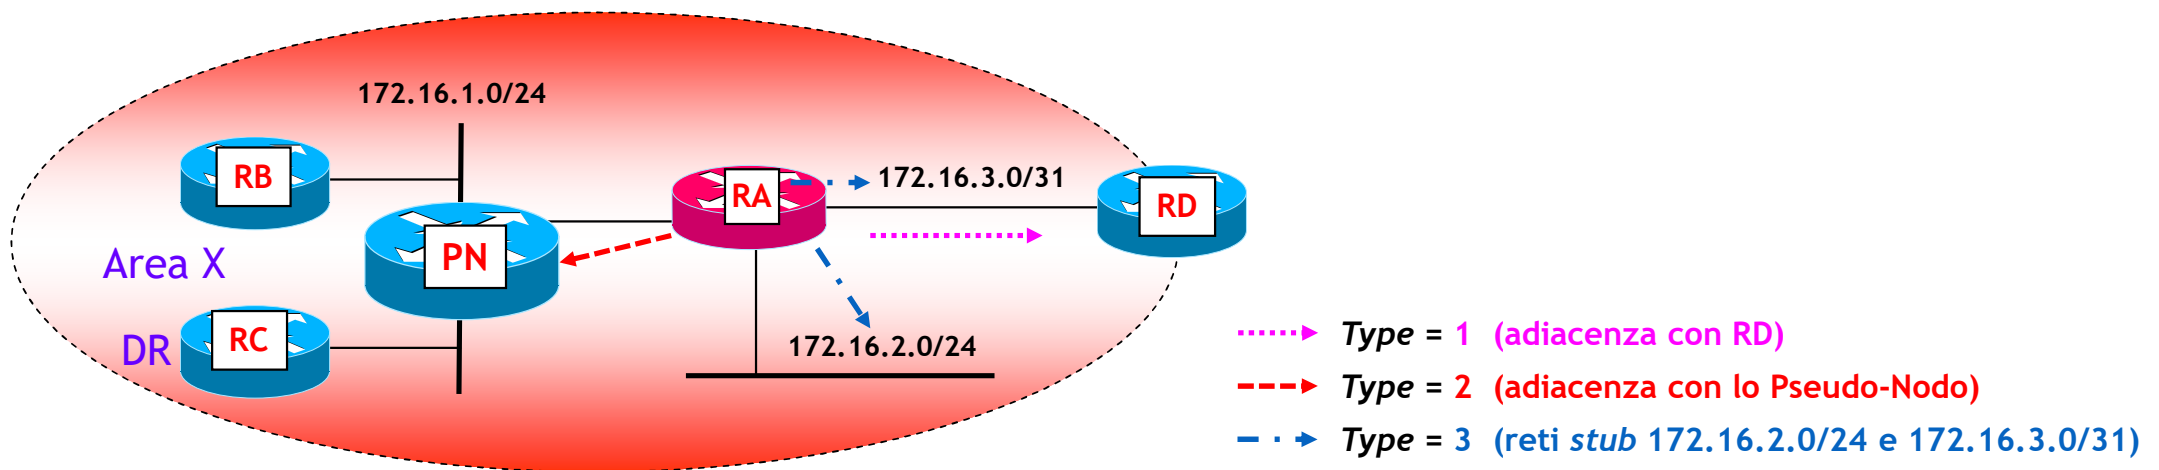 172.16.1.0/24
RB
RA
172.16.3.0/31
RD
PN
Area X
DR
RC
172.16.2.0/24
Type = 1 (adiacenza con RD)
Type = 2 (adiacenza con lo Pseudo-Nodo)
Type = 3 (reti stub 172.16.2.0/24 e 172.16.3.0/31)